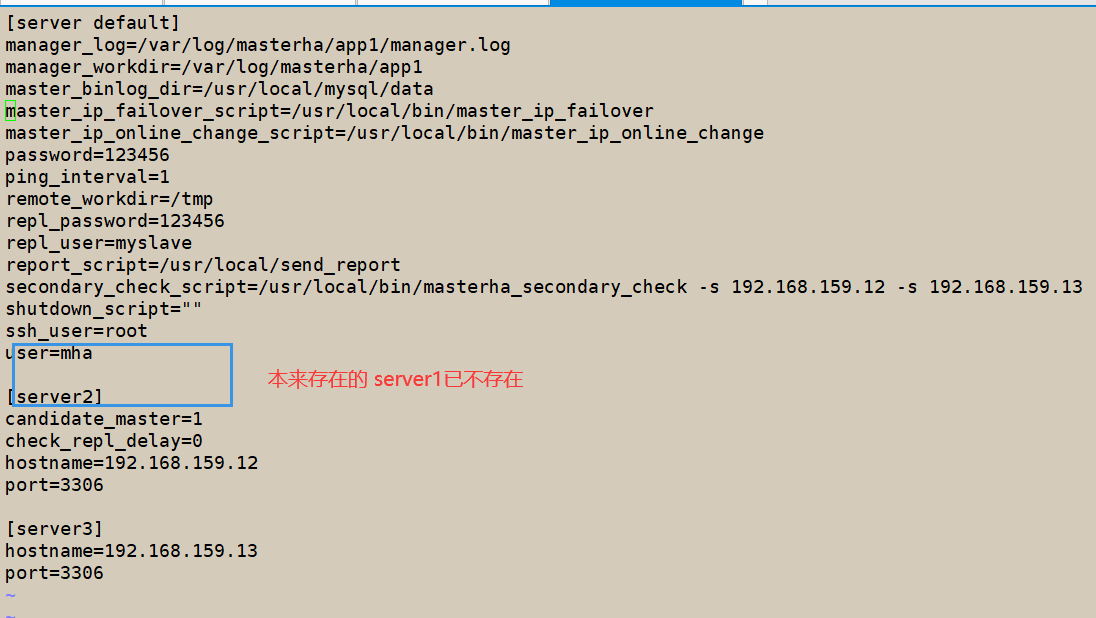 [server default]
manager_log=/var/log/masterha/app1/manager.log
manager_workdir=/var/log/masterha/app1
master_binlog_dir=/usr/local/mysql/data
master_ip_failover_script=/usr/local/bin/master_ip_failover
master_ip_online_change_script=/usr/local/bin/master_ip_online_change
password=123456
ping_interval=1
remote_workdir=/tmp
repl_password=123456
repl_user=myslave
report_script=/usr/local/send_report
secondary_check_script=/usr/local/bin/masterha_secondary_check -s 192.168.159.12 -s 192.168.159.13
shutdown_script=""
ssh_user=root
user=mha
本来存在的 server1已不存在
[server2]
candidate_master=1
check_repl_delay=0
hostname=192.168.159.12
port=3306
[server3]
hostname=192.168.159.13
port=3306
~
~